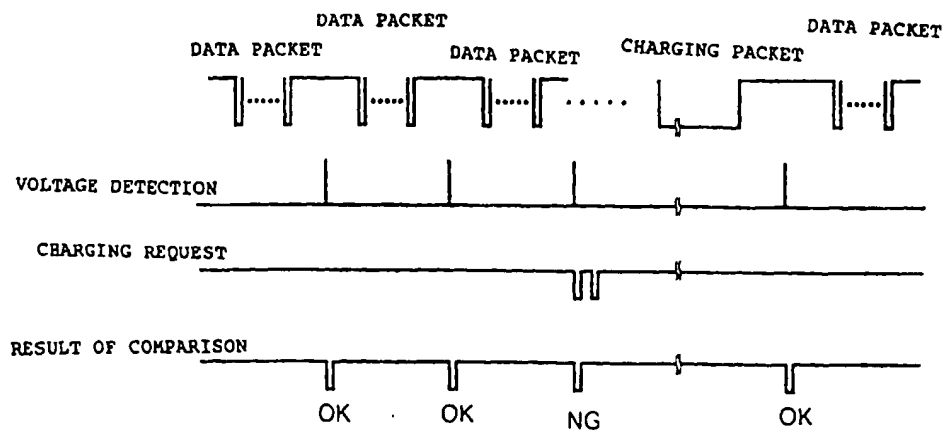 DATA PACKET
DATA PACKET
DATA PACKET
DATA PACKET
CHARGING PACKET
VOLTAGE DETECTION
CHARGING REQUEST
RESULT OF COMPARISON
OK
OK
NG
OK